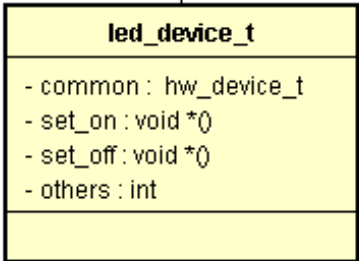 led_device_t
- common : hw_device_t
- set_on : void *()
- set_off : void *()
- others : int